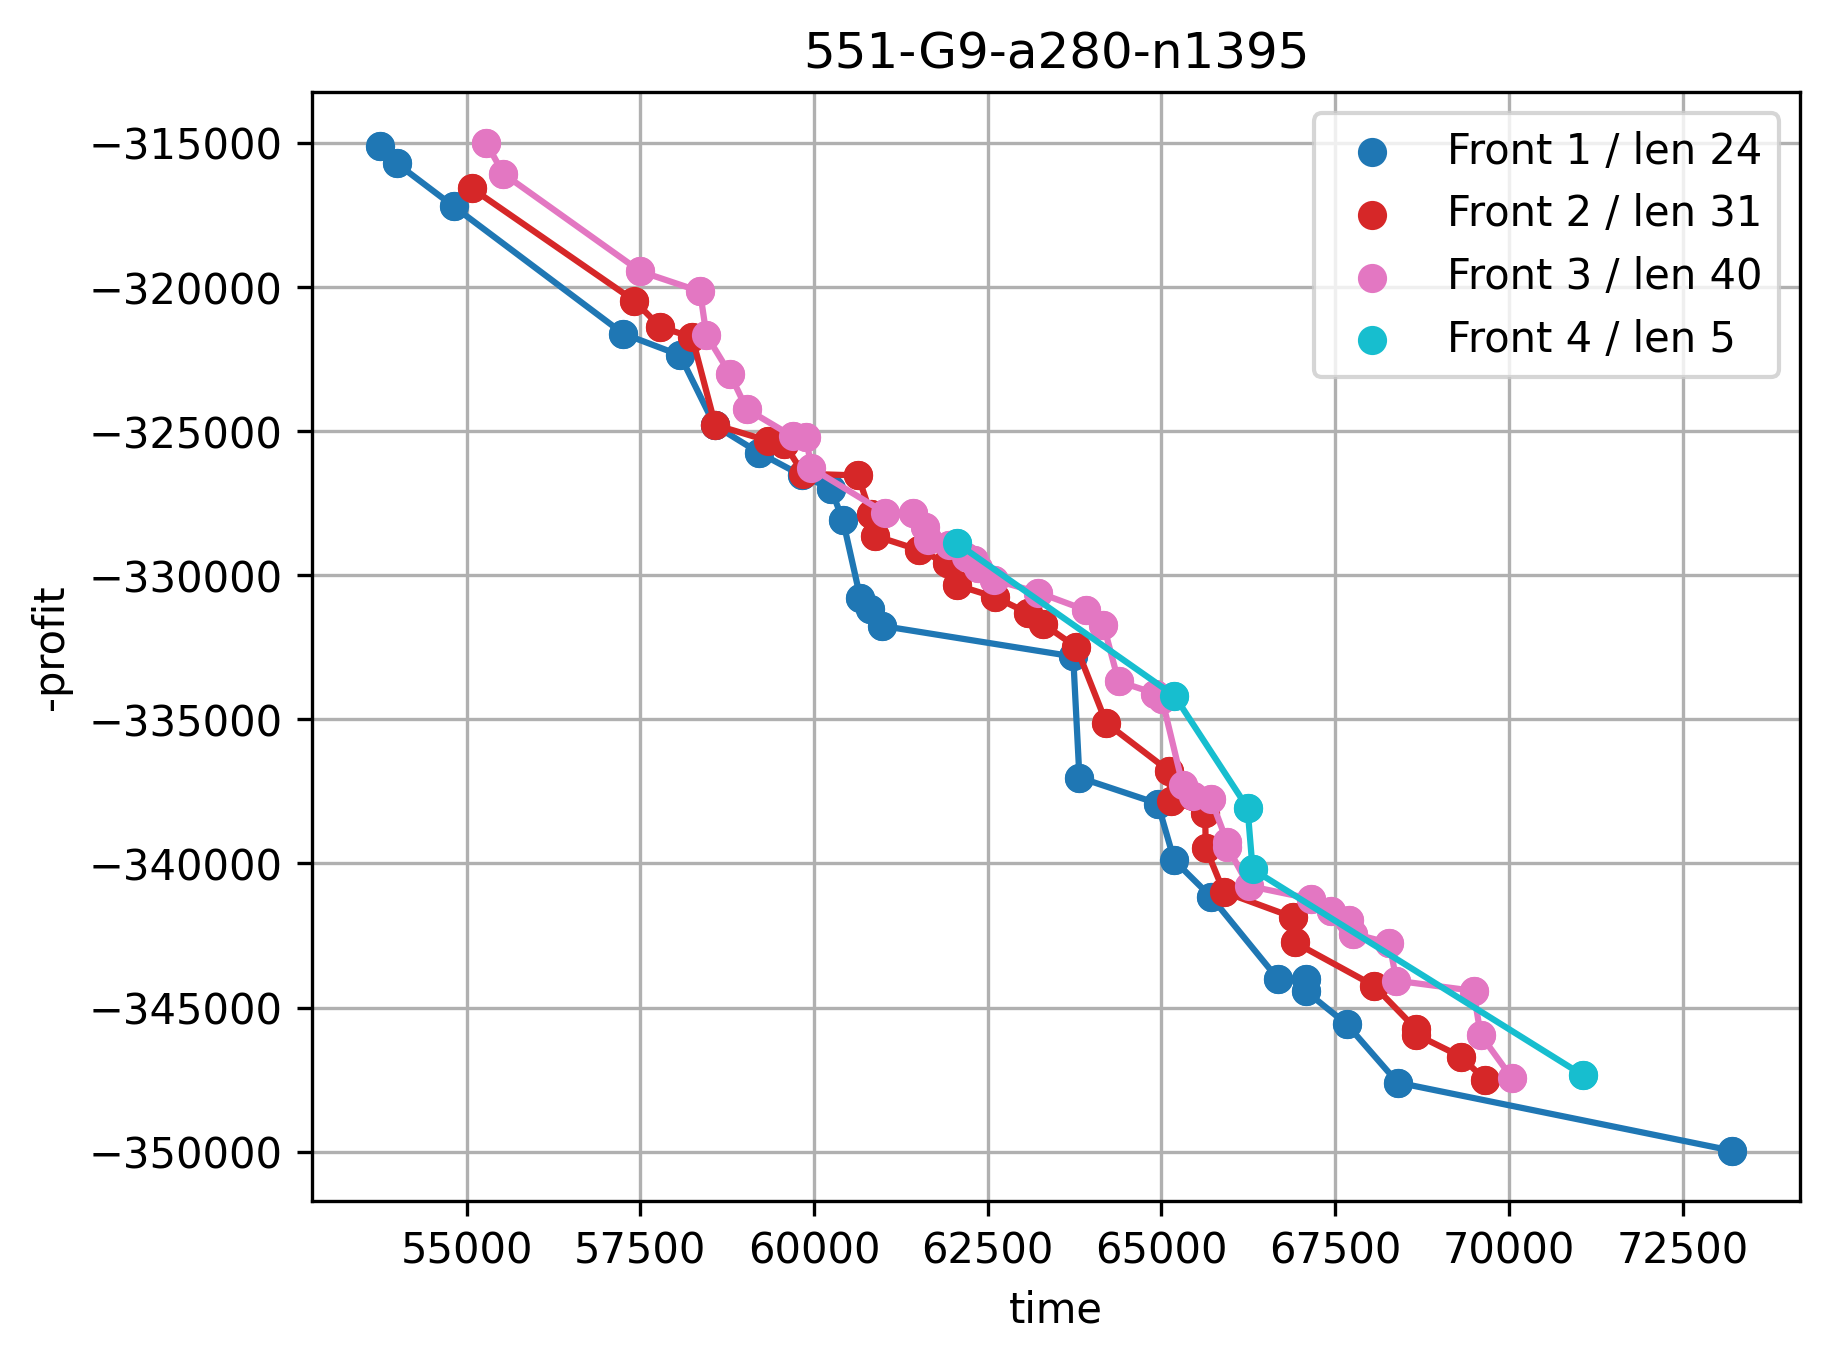 551-G9-a280-n1395
−315000
−320000
−325000
−330000
−335000
−340000
−345000
−350000
-profit
Front 1 / len 24
Front 2 / len 31
Front 3 / len 40
Front 4 / len 5
55000 57500 60000 62500 65000 67500 70000 72500
time